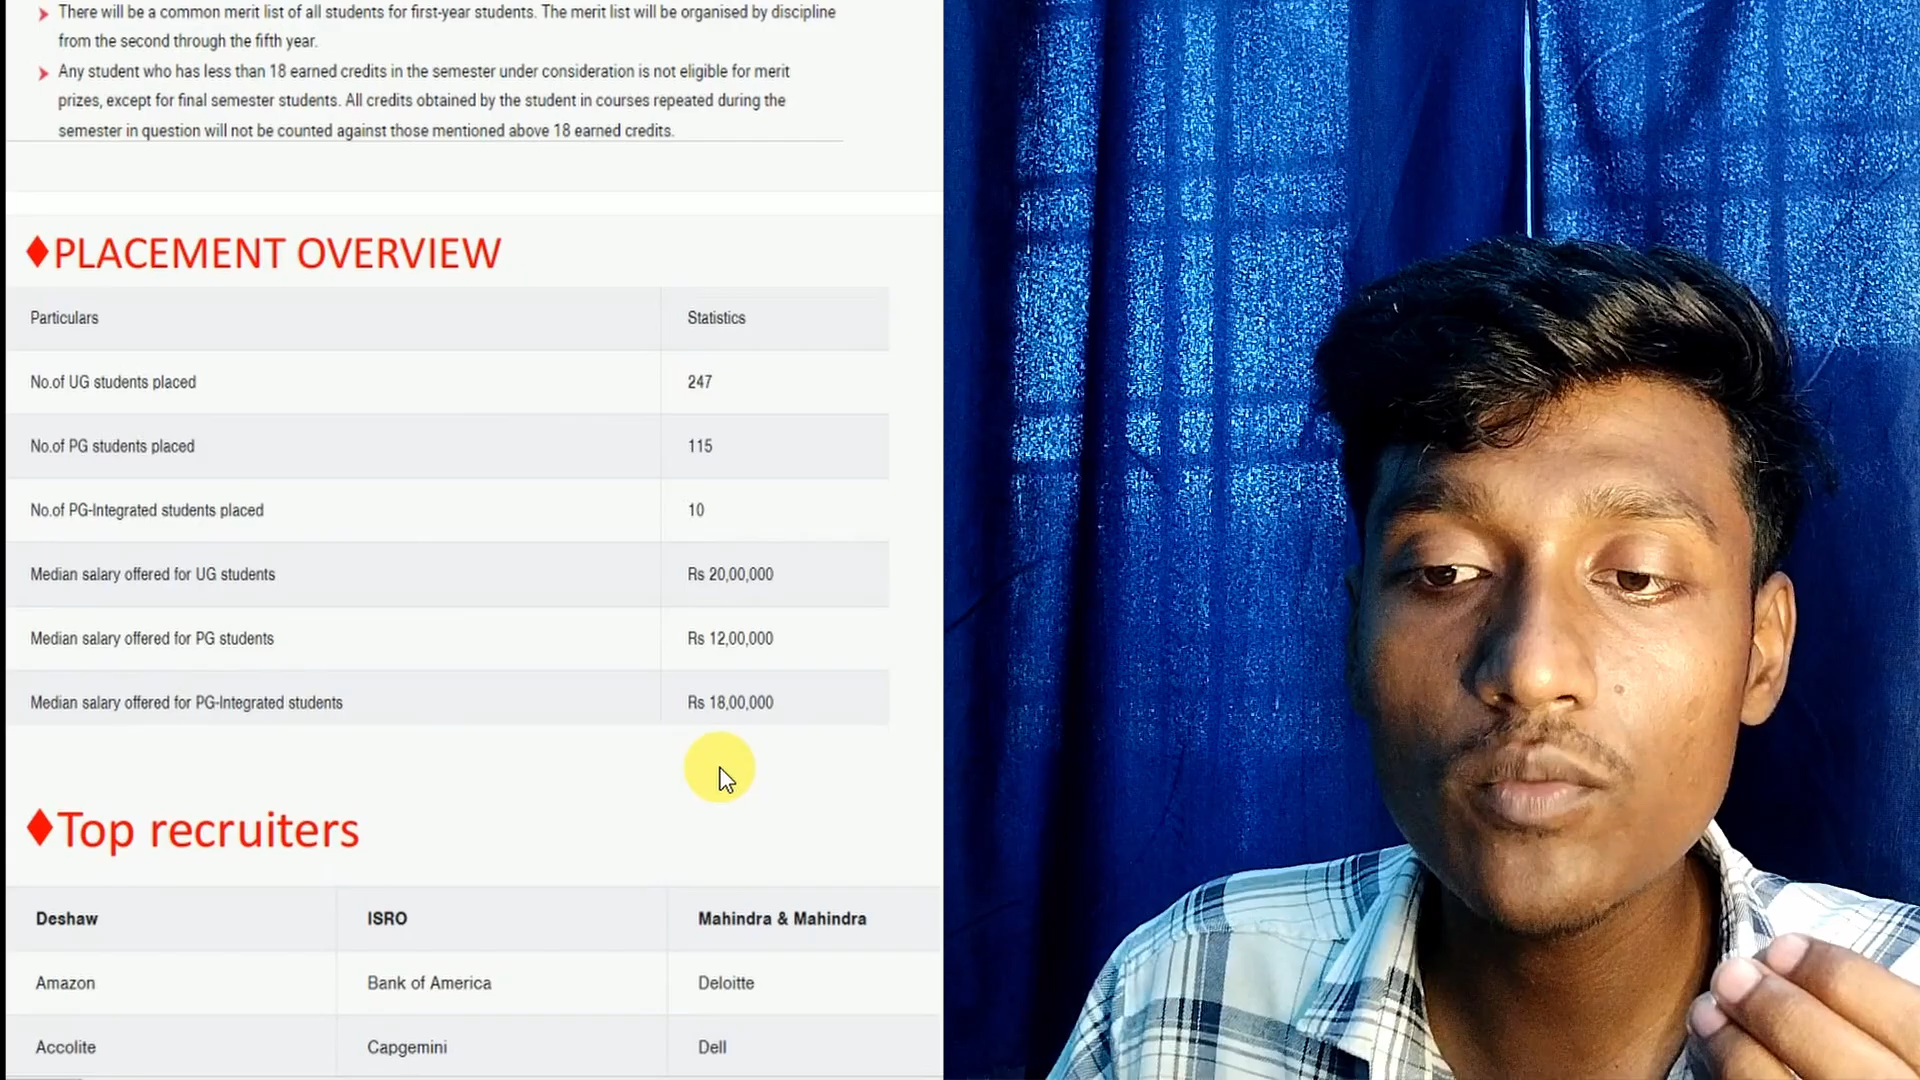 There will be a common merit list of all students for first-year students. The merit list will be organised by discipline
from the second through the fifth year.
Any student who has less than 18 earned credits in the semester under consideration is not eligible for merit
prizes, except for final semester students. All credits obtained by the student in courses repeated during the
semester in question will not be counted against those mentioned above 18 earned credits.
PLACEMENT OVERVIEW
Particulars Statistics
No.of UG students placed 247
No.of PG students placed 115
No.of PG-Integrated students placed 10
Median salary offered for UG students Rs 20,00,000
Median salary offered for PG students Rs 12,00,000
Median salary offered for PG-Integrated students Rs 18,00,000
Top recruiters
Deshaw ISRO Mahindra & Mahindra
Amazon Bank of America Deloitte
Accolite Capgemini Dell